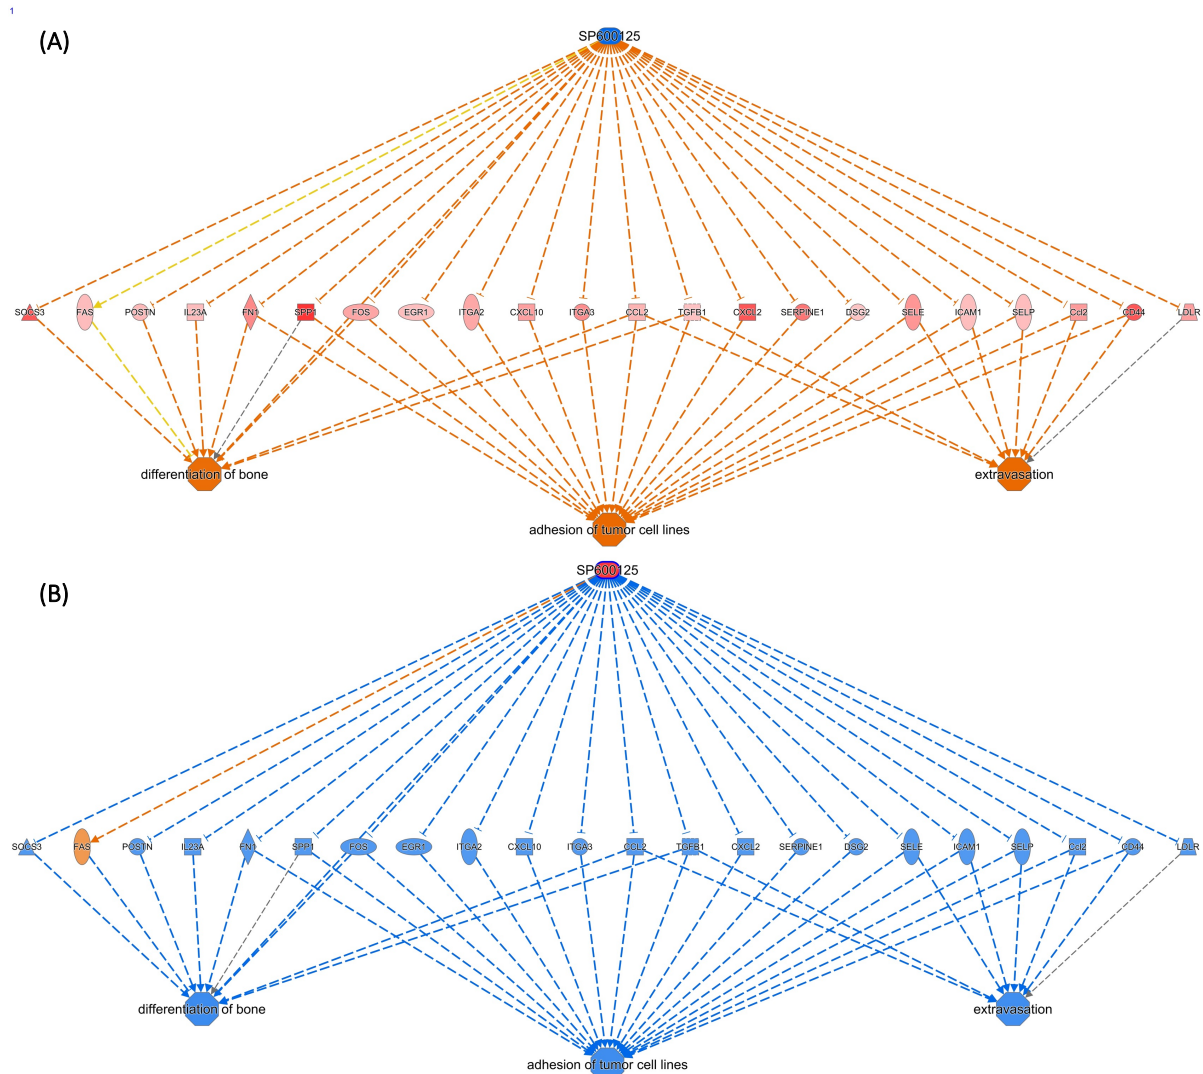 1
(A)
SP600125
SOCS3 FAS POSTN IL23A FN1 SPP1 FOS EGR1 ITGA2 CXCL10 ITGA3 CCL2 TGFB1 CXCL2 SERPINE1 DSG2 SELE ICAM1 SELP Ccl2 CD44 LDLR
differentiation of bone extravasation
adhesion of tumor cell lines
SP600125
(B)
SOCS3 FAS POSTN IL23A FN1 SPP1 FOS EGR1 ITGA2 CXCL10 ITGA3 CCL2 TGFB1 CXCL2 SERPINE1 DSG2 SELE ICAM1 SELP Ccl2 CD44 LDLR
differentiation of bone extravasation
adhesion of tumor cell lines